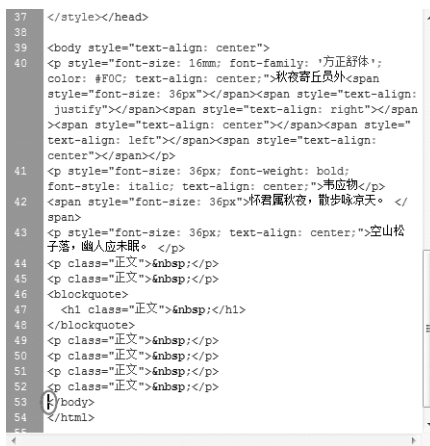 37 </style></head>
38
39 <body style="text-align: center">
40 <p style="font-size: 16mm; font-family: '方正舒体';
color: #F0C; text-align: center;">秋夜寄丘员外<span
style="font-size: 36px"></span><span style="text-align:
justify"></span><span style="text-align: right"></span
><span style="text-align: center"></span><span style="
text-align: left"></span><span style="text-align:
center"></span></p>
41 <p style="font-size: 36px; font-weight: bold;
font-style: italic; text-align: center;">韦应物</p>
42 <span style="font-size: 36px">怀君属秋夜，散步咏凉天。 </
span>
43 <p style="font-size: 36px; text-align: center;">空山松
子落，幽人应未眠。 </p>
44 <p class="正文">&nbsp;</p>
45 <p class="正文">&nbsp;</p>
46 <blockquote>
47 <h1 class="正文">&nbsp;</h1>
48 </blockquote>
49 <p class="正文">&nbsp;</p>
50 <p class="正文">&nbsp;</p>
51 <p class="正文">&nbsp;</p>
52 <p class="正文">&nbsp;</p>
53 </body>
54 </html>
55